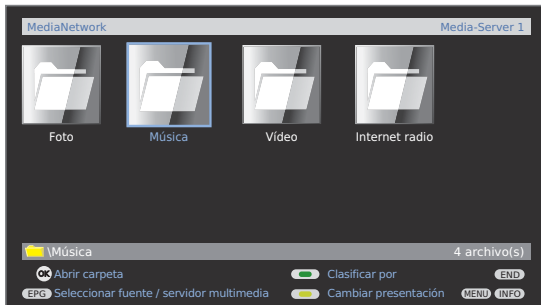 MediaNetwork Media-Server 1
Foto Música Vídeo Internet radio
\Música 4 archivo(s)
OK Abrir carpeta Clasificar por END
EPG Seleccionar fuente / servidor multimedia Cambiar presentación MENU INFO